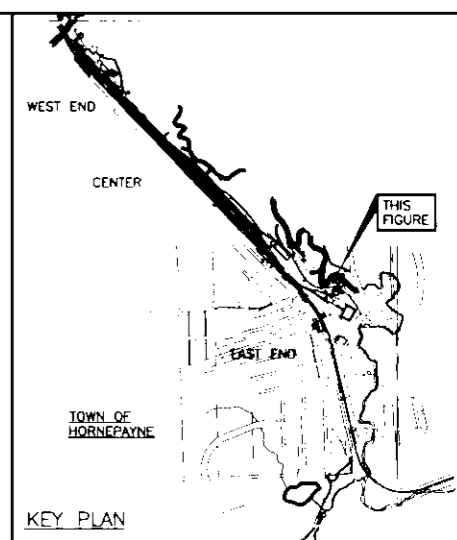 WEST END
CENTER
THIS
FIGURE
EAST END
TOWN OF
HORNEPAYNE
KEY PLAN